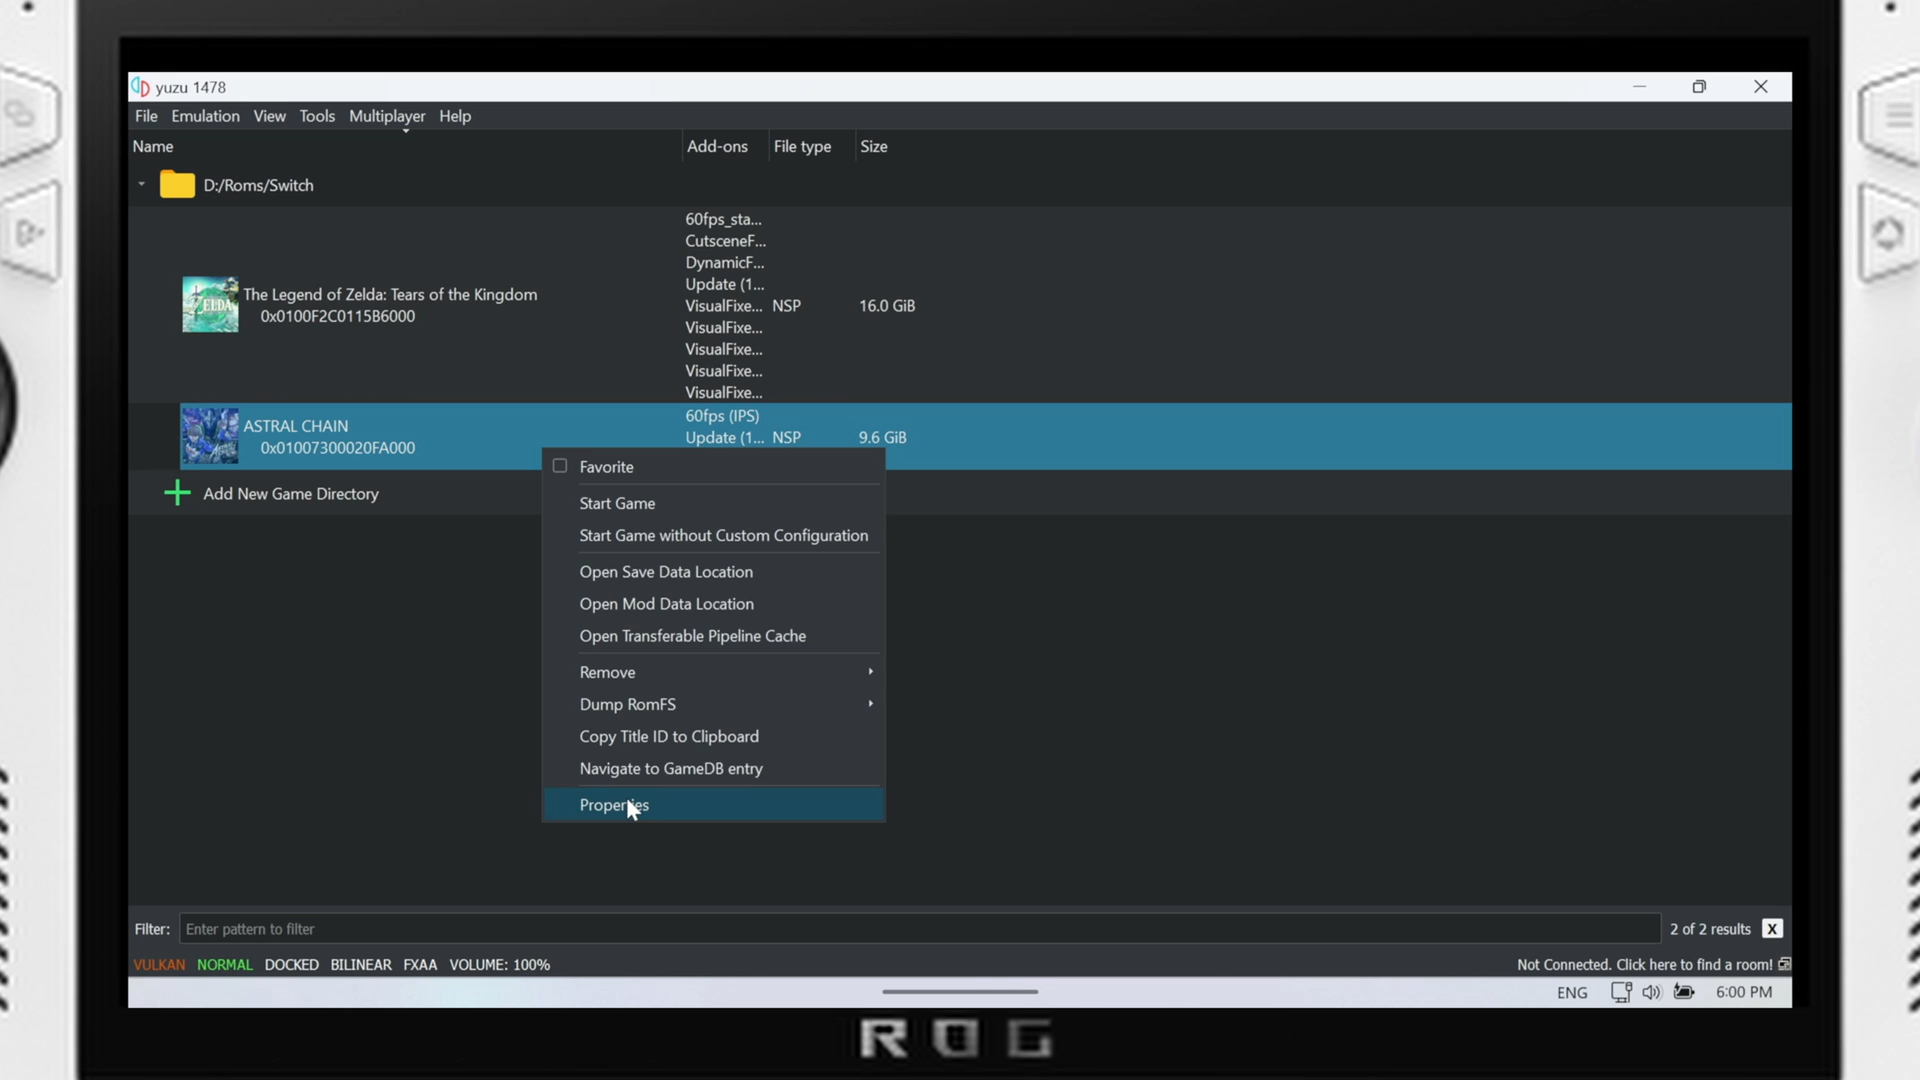 yuzu 1478
File Emulation View Tools Multiplayer Help
Name Add-ons File type Size
D:/Roms/Switch
60fps_sta...
CutsceneF...
DynamicF...
Update (1...
The Legend of Zelda: Tears of the Kingdom
0x0100F2C0115B6000
VisualFixe... NSP 16.0 GiB
VisualFixe...
VisualFixe...
VisualFixe...
VisualFixe...
ZELDA
ASTRAL CHAIN
0x01007300020FA000
60fps (IPS)
Update (1... NSP 9.6 GiB
Add New Game Directory
Favorite
Start Game
Start Game without Custom Configuration
Open Save Data Location
Open Mod Data Location
Open Transferable Pipeline Cache
Remove
Dump RomFS
Copy Title ID to Clipboard
Navigate to GameDB entry
Properties
Filter: Enter pattern to filter 2 of 2 results X
VULKAN NORMAL DOCKED BILINEAR FXAA VOLUME: 100% Not Connected. Click here to find a room!
ENG 6:00 PM
ROG